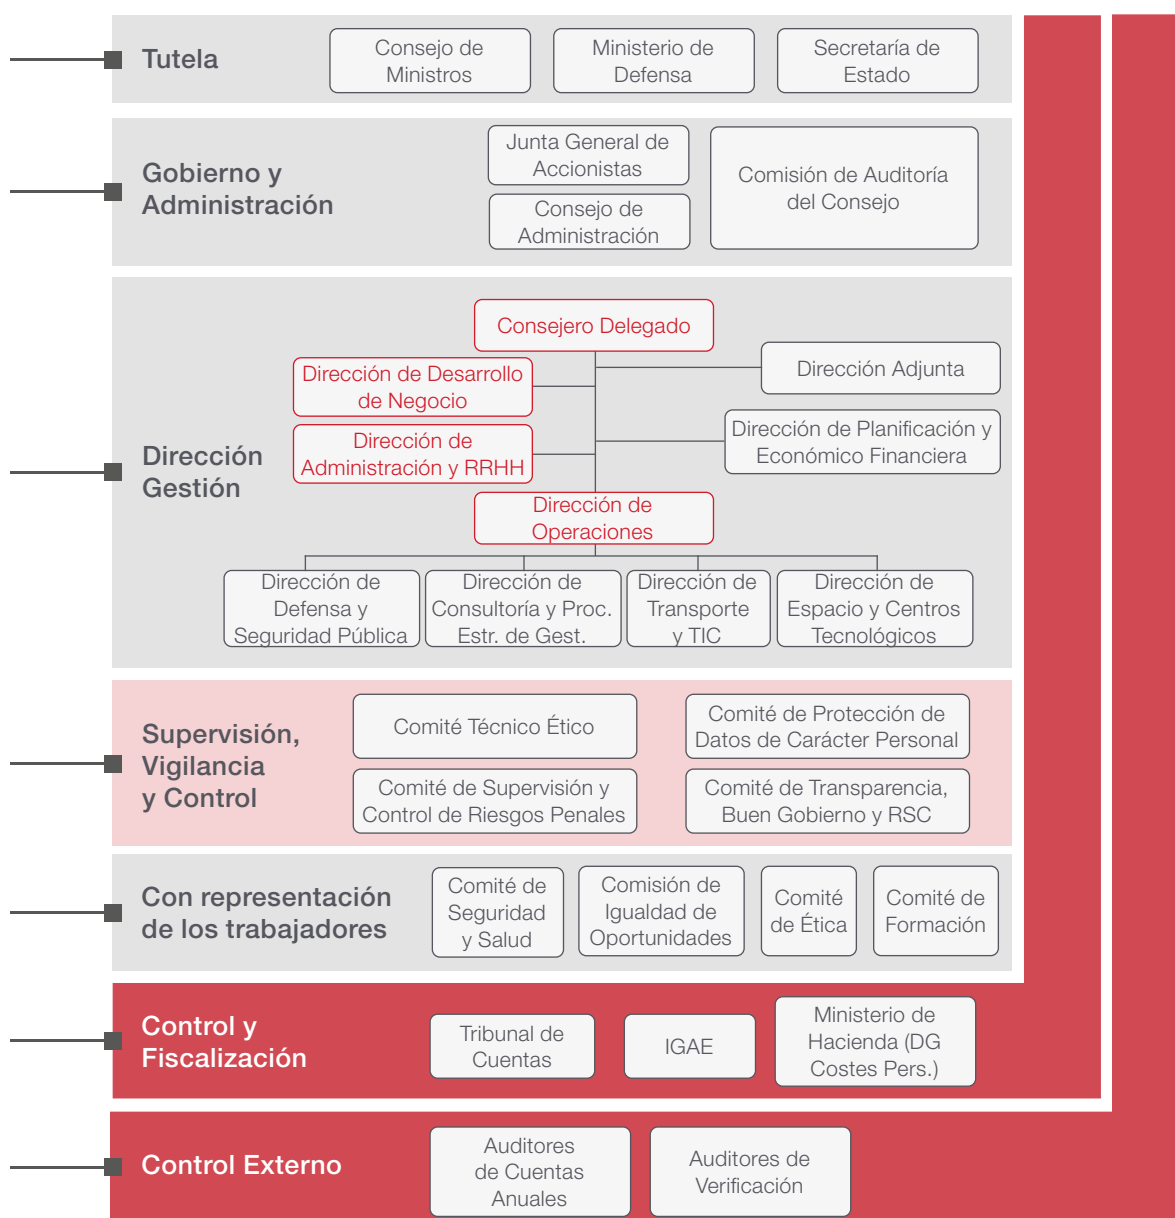 Tutela
Consejo de
Ministros
Ministerio de
Defensa
Secretaría de
Estado
Gobierno y
Administración
Junta General de
Accionistas
Consejo de
Administración
Comisión de Auditoría
del Consejo
Dirección
Gestión
Consejero Delegado
Dirección de Desarrollo
de Negocio
Dirección Adjunta
Dirección de
Administración y RRHH
Dirección de Planificación y
Económico Financiera
Dirección de
Operaciones
Dirección de
Defensa y
Seguridad Pública
Dirección de
Consultoría y Proc.
Estr. de Gest.
Dirección de
Transporte
y TIC
Dirección de
Espacio y Centros
Tecnológicos
Supervisión,
Vigilancia
y Control
Comité Técnico Ético
Comité de Protección de
Datos de Carácter Personal
Comité de Supervisión y
Control de Riesgos Penales
Comité de Transparencia,
Buen Gobierno y RSC
Con representación
de los trabajadores
Comité de
Seguridad
y Salud
Comisión de
Igualdad de
Oportunidades
Comité
de Ética
Comité de
Formación
Control y
Fiscalización
Tribunal de
Cuentas
IGAE
Ministerio de
Hacienda (DG
Costes Pers.)
Control Externo
Auditores
de Cuentas
Anuales
Auditores de
Verificación